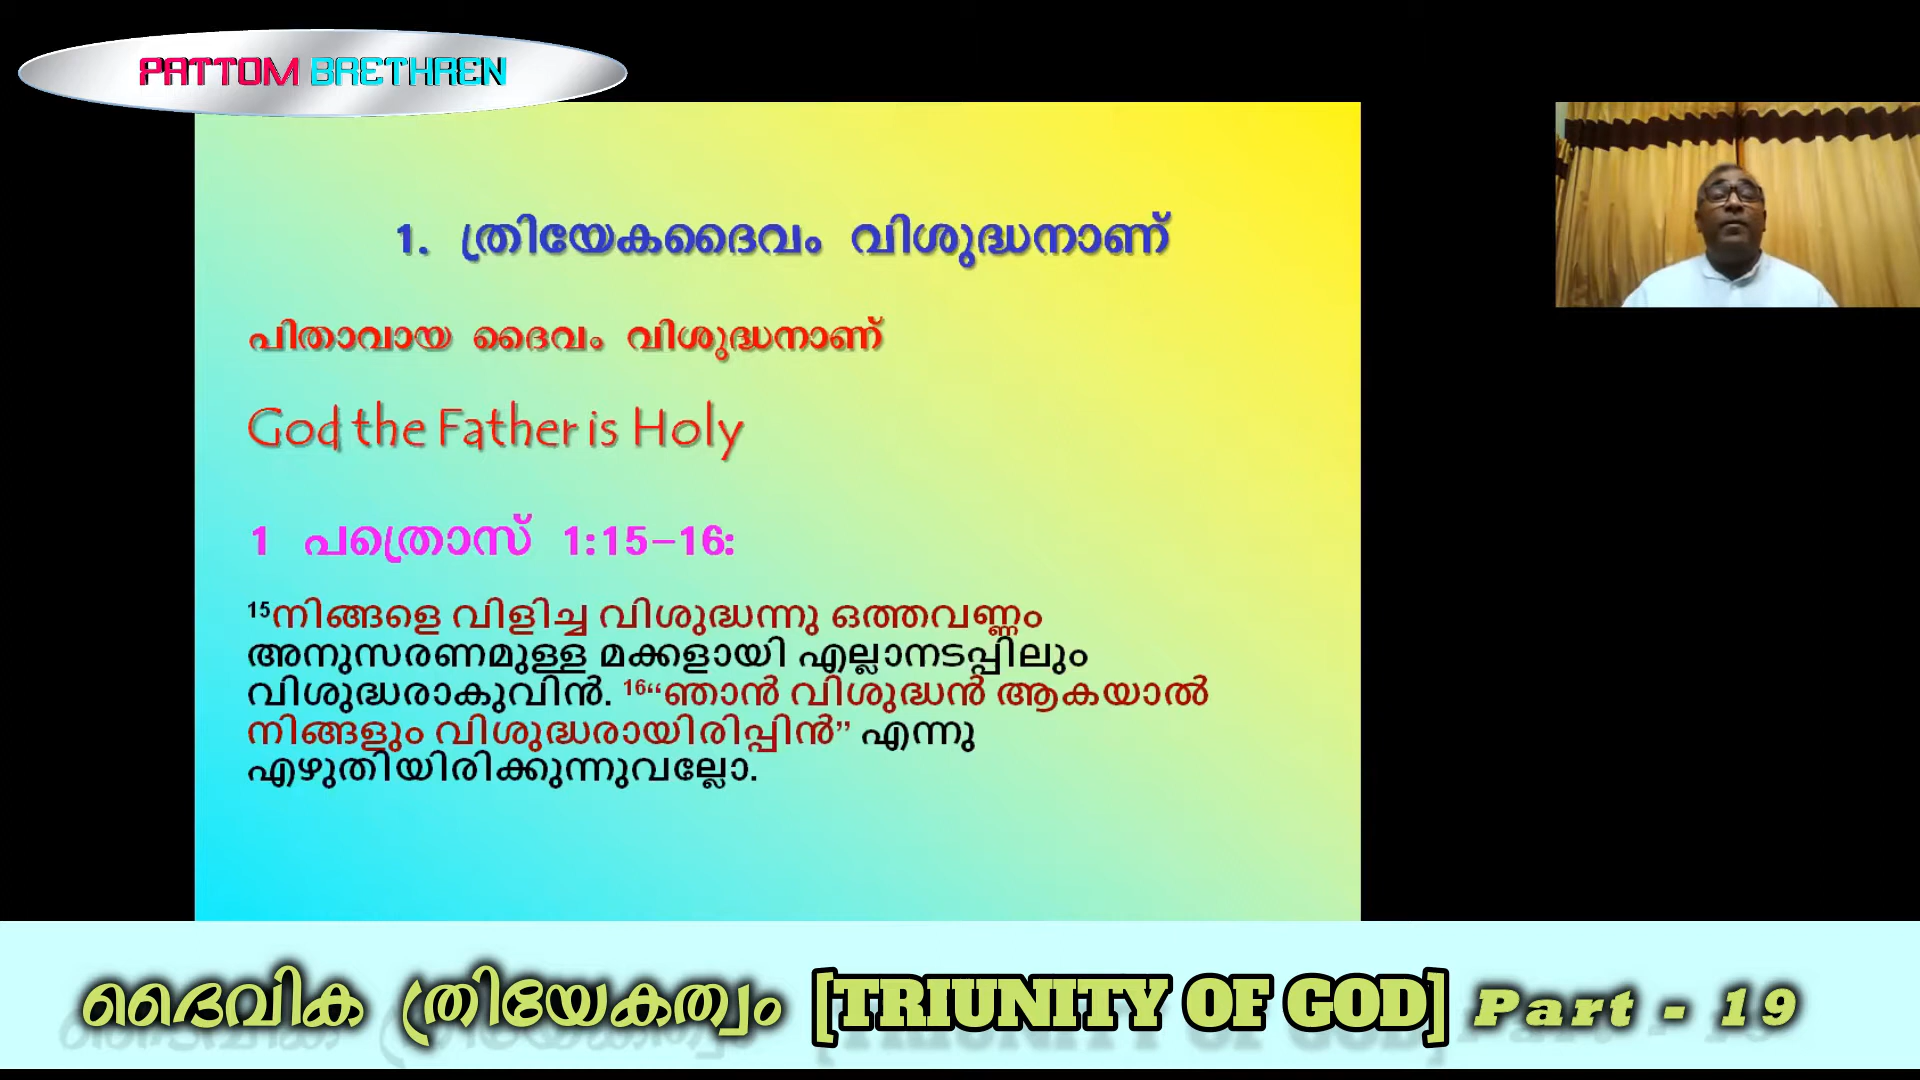 PATTOM BRETHREN
1. ത്രിയേകദൈവം വിശുദ്ധനാണ്
പിതാവായ ദൈവം വിശുദ്ധനാണ്
God the Father is Holy
1 പത്രൊസ് 1:15-16:
15നിങ്ങളെ വിളിച്ച വിശുദ്ധന്നു ഒത്തവണ്ണം
അനുസരണമുള്ള മക്കളായി എല്ലാനടപ്പിലും
വിശുദ്ധരാകുവിൻ. 16“ഞാൻ വിശുദ്ധൻ ആകയാൽ
നിങ്ങളും വിശുദ്ധരായിരിപ്പിൻ” എന്നു
എഴുതിയിരിക്കുന്നുവല്ലോ.
ദൈവിക ത്രിയേകത്വം [TRIUNITY OF GOD] Part - 19